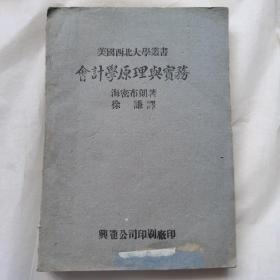 美國西北大學叢書
會計學原理與實務
海密布朗著
徐謙譯
興臺公司印刷廠印